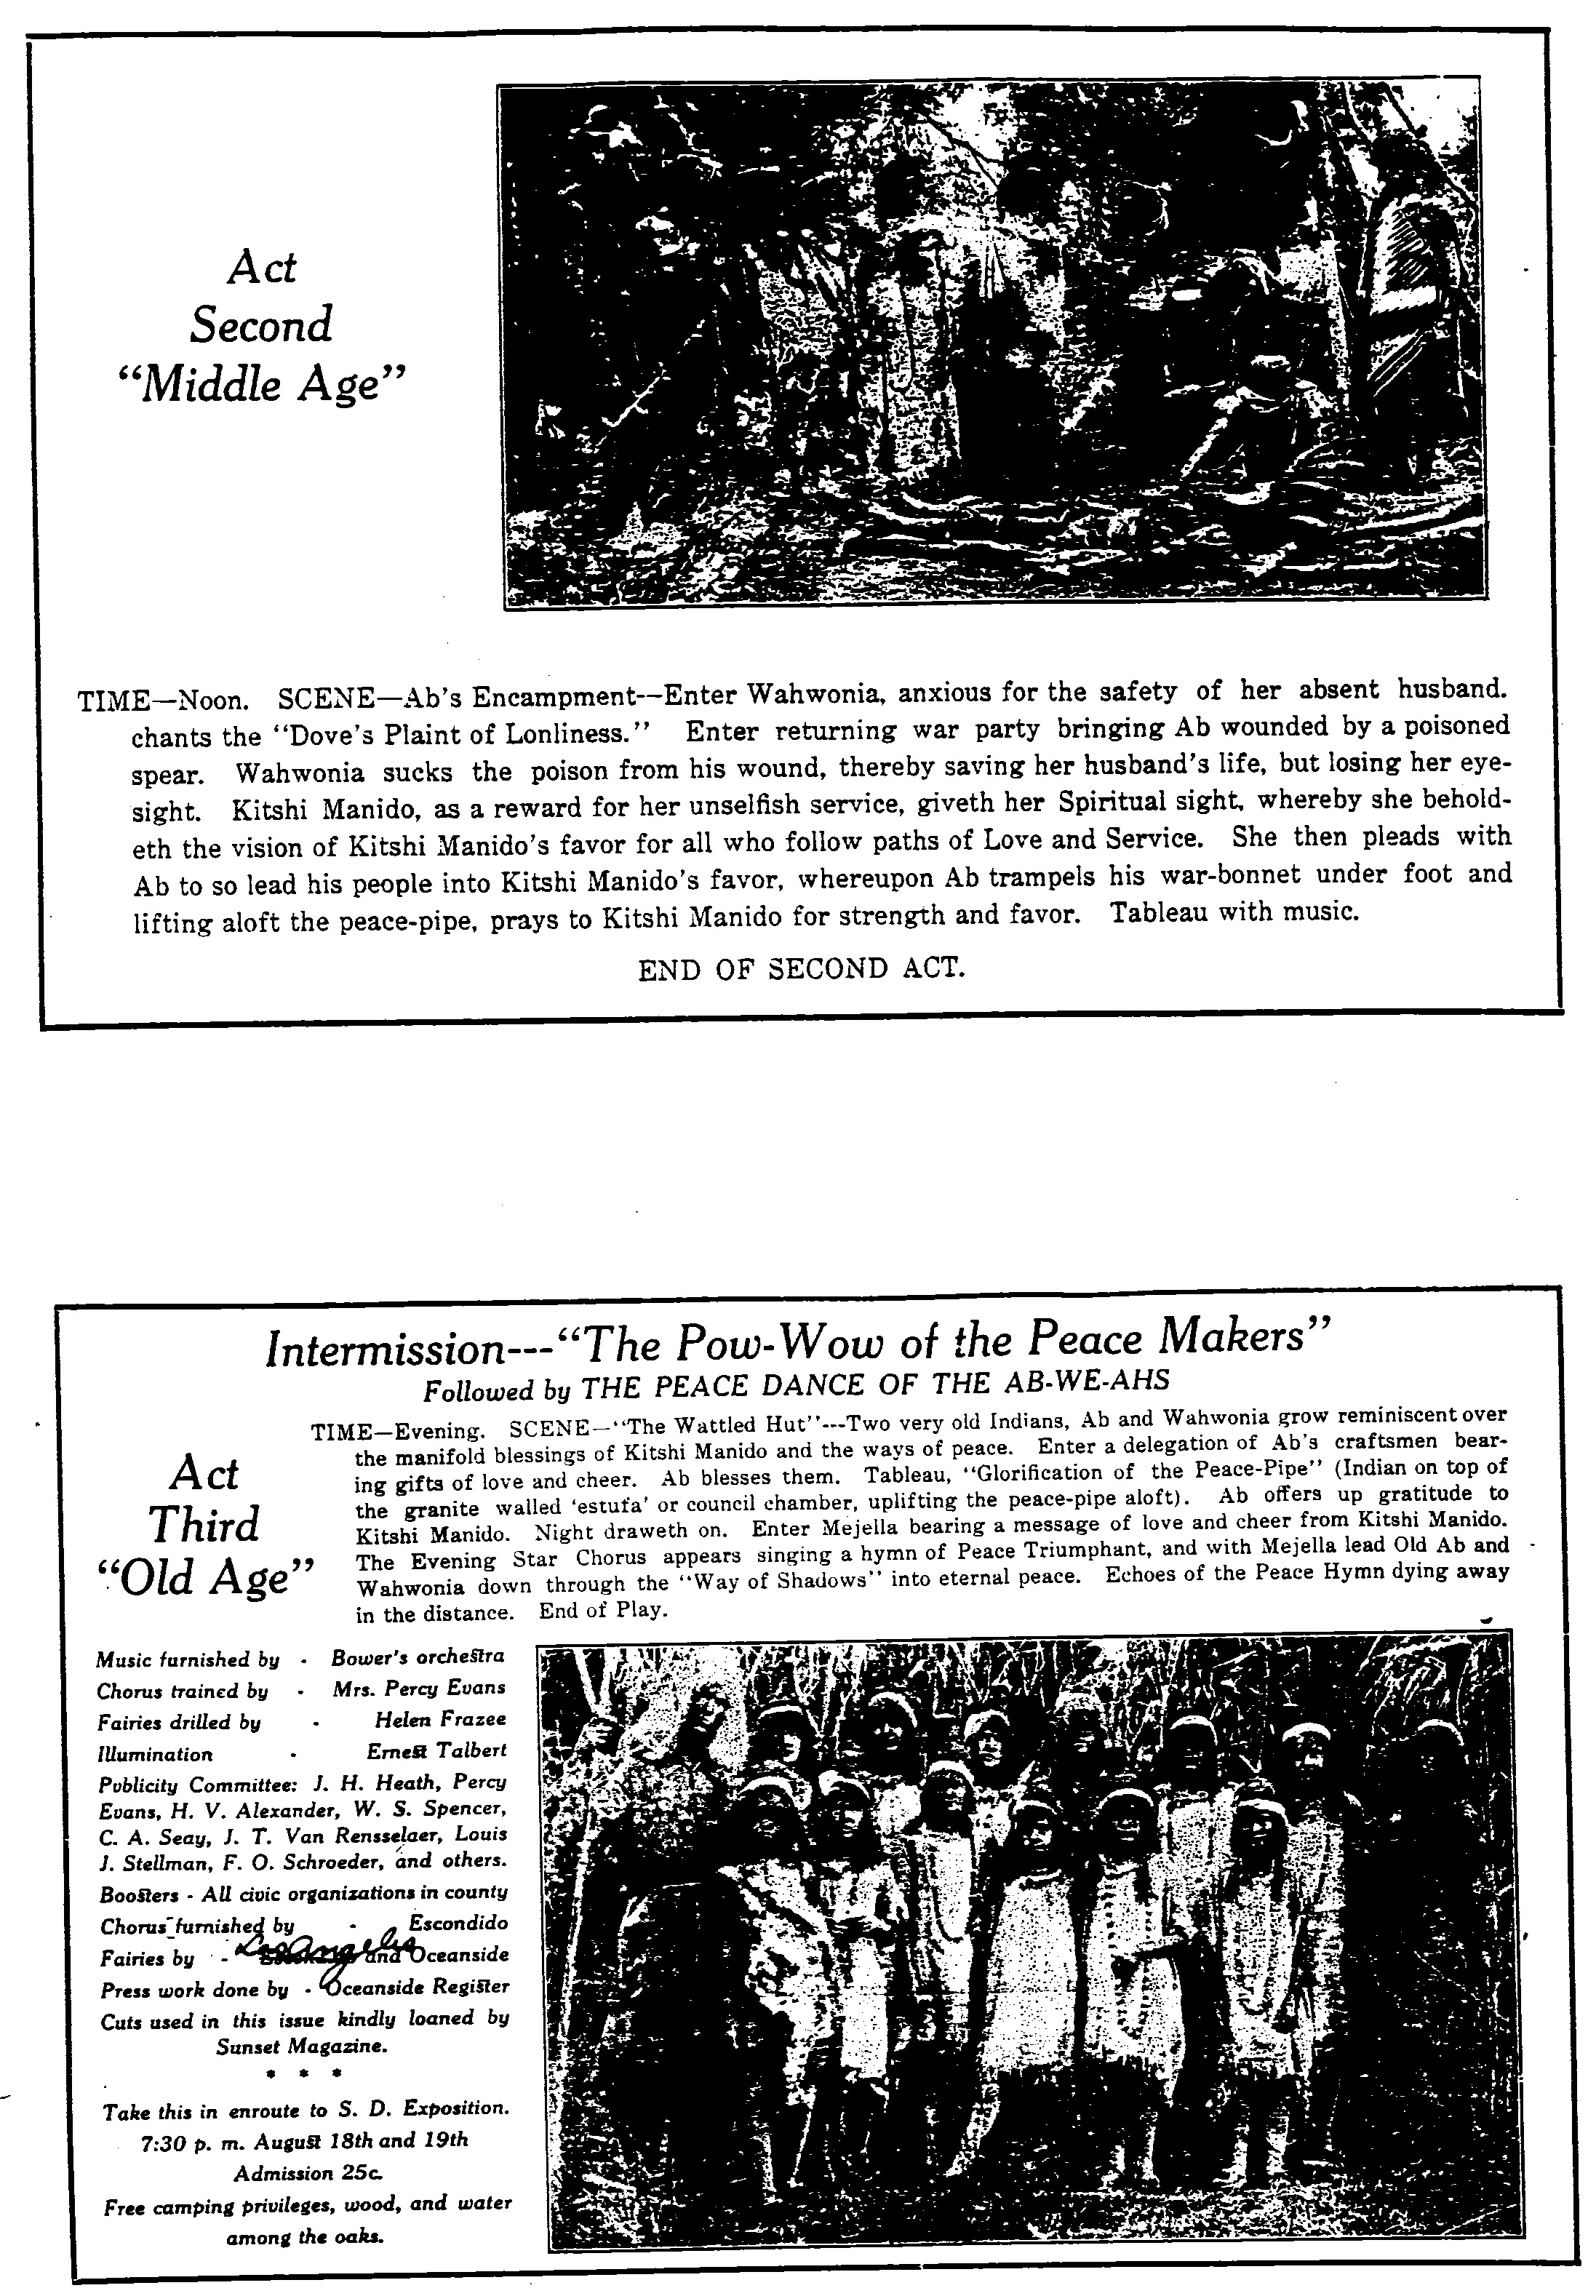 Act
Second
“Middle Age”
TIME—Noon. SCENE—Ab's Encampment--Enter Wahwonia, anxious for the safety of her absent husband.
chants the “Dove's Plaint of Lonliness.” Enter returning war party bringing Ab wounded by a poisoned
spear. Wahwonia sucks the poison from his wound, thereby saving her husband's life, but losing her eye-
sight. Kitshi Manido, as a reward for her unselfish service, giveth her Spiritual sight, whereby she behold-
eth the vision of Kitshi Manido's favor for all who follow paths of Love and Service. She then pleads with
Ab to so lead his people into Kitshi Manido's favor, whereupon Ab trampels his war-bonnet under foot and
lifting aloft the peace-pipe, prays to Kitshi Manido for strength and favor. Tableau with music.
END OF SECOND ACT.
Intermission---“The Pow-Wow of the Peace Makers”
Followed by THE PEACE DANCE OF THE AB-WE-AHS
Act
Third
“Old Age”
TIME—Evening. SCENE—“The Wattled Hut”---Two very old Indians, Ab and Wahwonia grow reminiscent over
the manifold blessings of Kitshi Manido and the ways of peace. Enter a delegation of Ab's craftsmen bear-
ing gifts of love and cheer. Ab blesses them. Tableau, “Glorification of the Peace-Pipe” (Indian on top of
the granite walled 'estufa' or council chamber, uplifting the peace-pipe aloft). Ab offers up gratitude to
Kitshi Manido. Night draweth on. Enter Mejella bearing a message of love and cheer from Kitshi Manido.
The Evening Star Chorus appears singing a hymn of Peace Triumphant, and with Mejella lead Old Ab and
Wahwonia down through the “Way of Shadows” into eternal peace. Echoes of the Peace Hymn dying away
in the distance. End of Play.
Music furnished by - Bower's orchestra
Chorus trained by - Mrs. Percy Evans
Fairies drilled by - Helen Frazee
Illumination - Ernest Talbert
Publicity Committee: J. H. Heath, Percy
Evans, H. V. Alexander, W. S. Spencer,
C. A. Seay, J. T. Van Rensselaer, Louis
J. Stellman, F. O. Schroeder, and others.
Boosters - All civic organizations in county
Chorus furnished by - Escondido
Fairies by - Los Angeles and Oceanside
Press work done by - Oceanside Register
Cuts used in this issue kindly loaned by
Sunset Magazine.
* * *
Take this in enroute to S. D. Exposition.
7:30 p. m. August 18th and 19th
Admission 25c.
Free camping privileges, wood, and water
among the oaks.